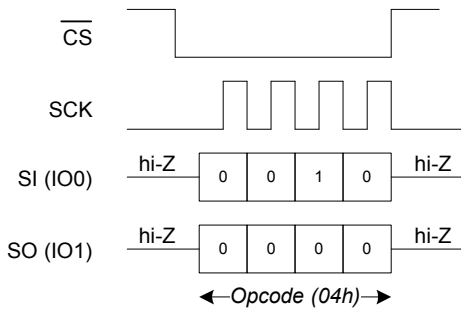 CS
SCK
hi-Z hi-Z
SI (IO0) 0 0 1 0
hi-Z hi-Z
SO (IO1) 0 0 0 0
Opcode (04h)